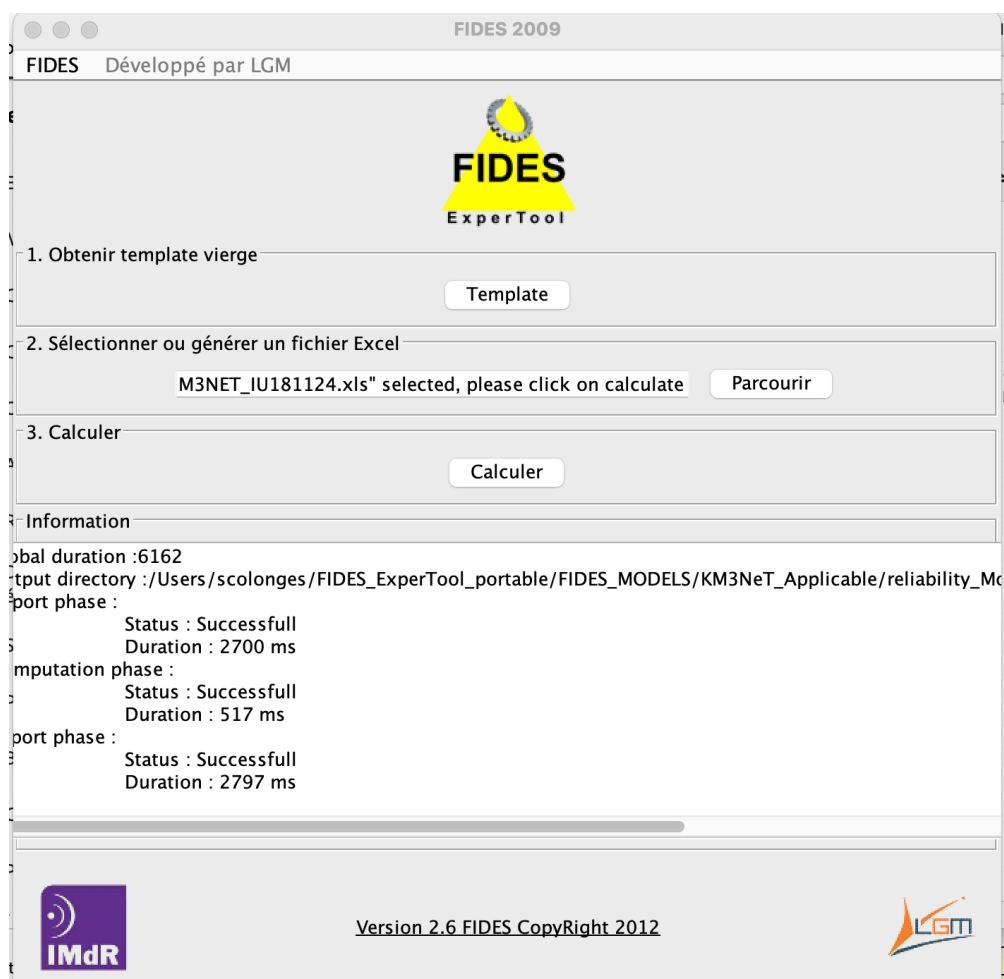 FIDES 2009
FIDES Développé par LGM
FIDES
ExperTool
1. Obtenir template vierge
Template
2. Sélectionner ou générer un fichier Excel
M3NET_IU181124.xls" selected, please click on calculate Parcourir
3. Calculer
Calculer
Information
obal duration :6162
tput directory :/Users/scolonges/FIDES_ExperTool_portable/FIDES_MODELS/KM3NeT_Applicable/reliability_Mo
port phase :
Status : Successfull
Duration : 2700 ms
mputation phase :
Status : Successfull
Duration : 517 ms
port phase :
Status : Successfull
Duration : 2797 ms
IMdR
Version 2.6 FIDES CopyRight 2012
LGM